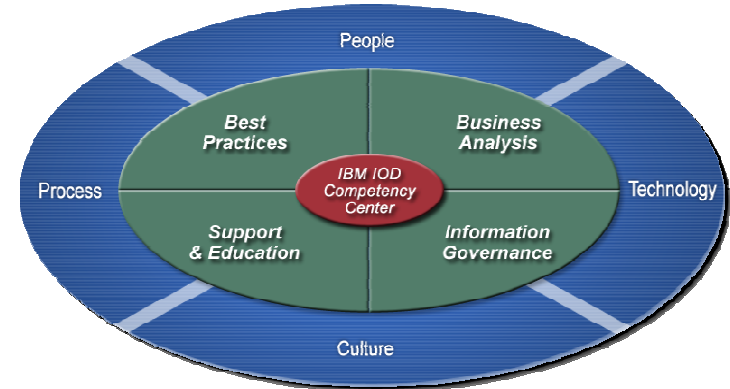 People
Best
Practices
Business
Analysis
Process
IBM IOD
Competency
Center
Technology
Support
& Education
Information
Governance
Culture